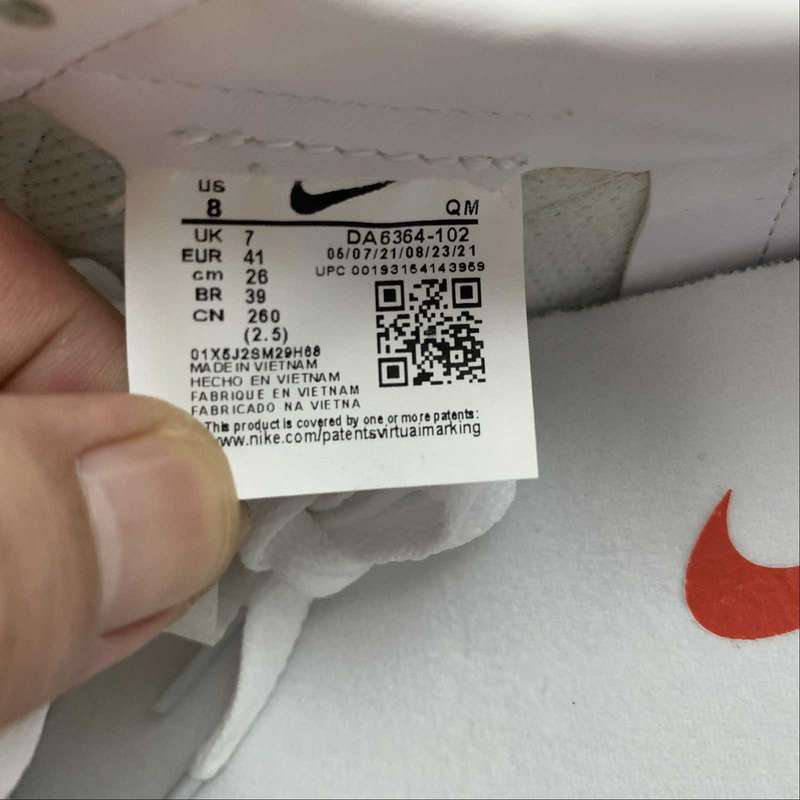 US
8 QM
UK 7 DA6364-102
EUR 41 05/07/21/08/23/21
cm 26 UPC 00193154143959
BR 39
CN 260
(2.5)
01X5J2SM29H68
MADE IN VIETNAM
HECHO EN VIETNAM
FABRIQUE EN VIETNAM
FABRICADO NA VIETNA
This product is covered by one or more patents:
www.nike.com/patentsvirtuaimarking